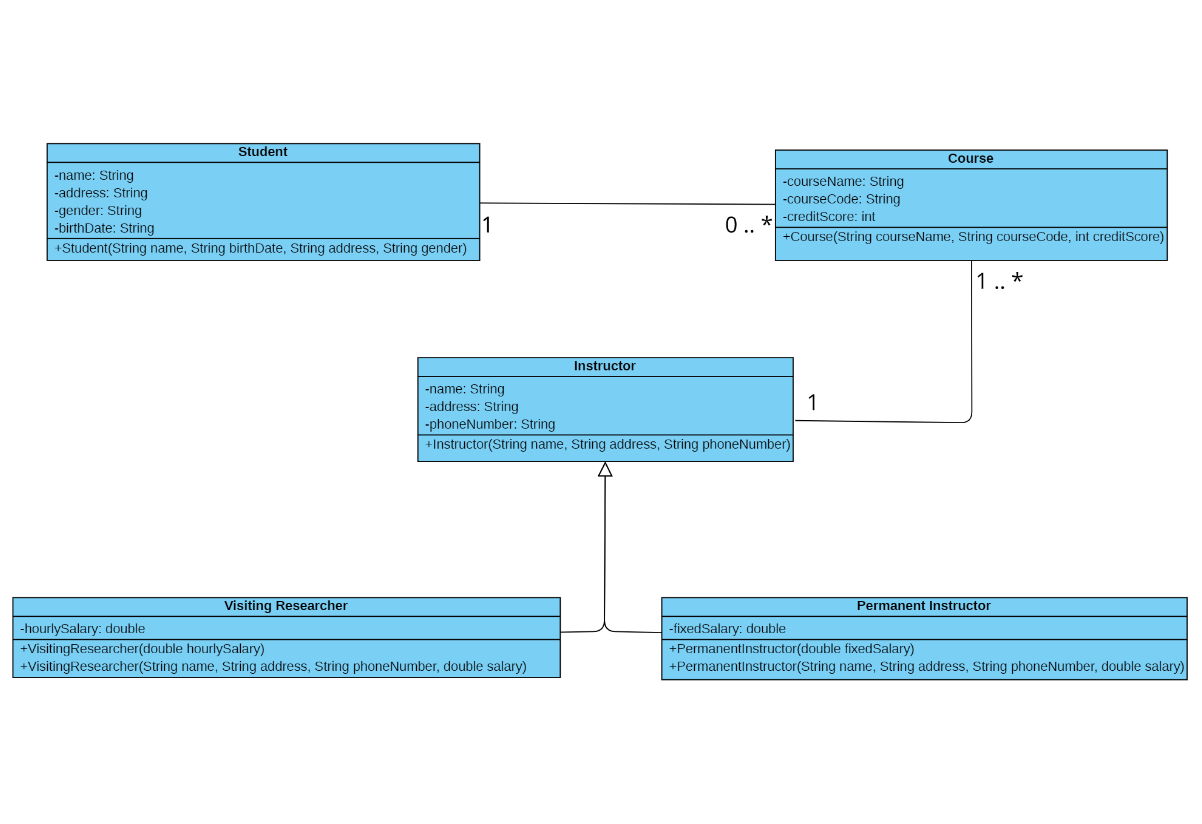 Student
-name: String
-address: String
-gender: String
-birthDate: String
+Student(String name, String birthDate, String address, String gender)
1
0 .. *
Course
-courseName: String
-courseCode: String
-creditScore: int
+Course(String courseName, String courseCode, int creditScore)
1 .. *
Instructor
-name: String
-address: String
-phoneNumber: String
+Instructor(String name, String address, String phoneNumber)
1
Visiting Researcher
-hourlySalary: double
+VisitingResearcher(double hourlySalary)
+VisitingResearcher(String name, String address, String phoneNumber, double salary)
Permanent Instructor
-fixedSalary: double
+PermanentInstructor(double fixedSalary)
+PermanentInstructor(String name, String address, String phoneNumber, double salary)